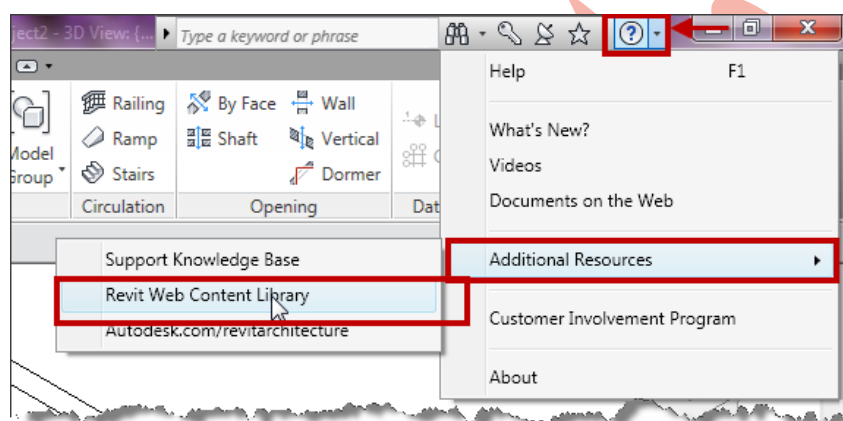 ject2 - 3D View: {... Type a keyword or phrase
Help F1
What's New?
Videos
Documents on the Web
Additional Resources
Customer Involvement Program
About
Model
Group
Railing
Ramp
Stairs
Circulation
By Face Wall
Shaft Vertical
Dormer
Opening
Dat
Support Knowledge Base
Revit Web Content Library
Autodesk.com/revitarchitecture